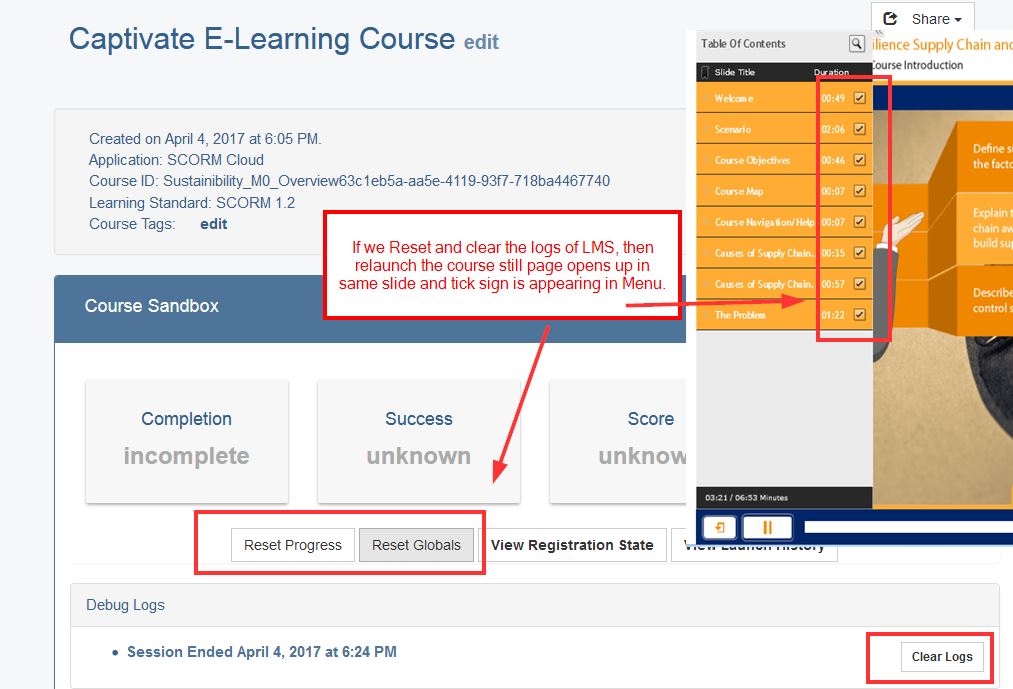 Share
Captivate E-Learning Course edit
Created on April 4, 2017 at 6:05 PM.
Application: SCORM Cloud
Course ID: Sustainibility_M0_Overview63c1eb5a-aa5e-4119-93f7-718ba4467740
Learning Standard: SCORM 1.2
Course Tags: edit
If we Reset and clear the logs of LMS, then
relaunch the course still page opens up in
same slide and tick sign is appearing in Menu.
Table Of Contents
Slide Title Duration
Welcome 00:49
Scenario 02:06
Course Objectives 00:46
Course Map 00:07
Course Navigation/Help 00:07
Causes of Supply Chain. 00:35
Causes of Supply Chain. 00:57
The Problem 01:22
03:21 / 06:53 Minutes
ilience Supply Chain and
Course Introduction
Define su
the facto
Explain t
chain aw
build sup
Describe
control s
Course Sandbox
Completion
incomplete
Success
unknown
Score
unknow
Reset Progress
Reset Globals
View Registration State
View Launch History
Debug Logs
Session Ended April 4, 2017 at 6:24 PM
Clear Logs